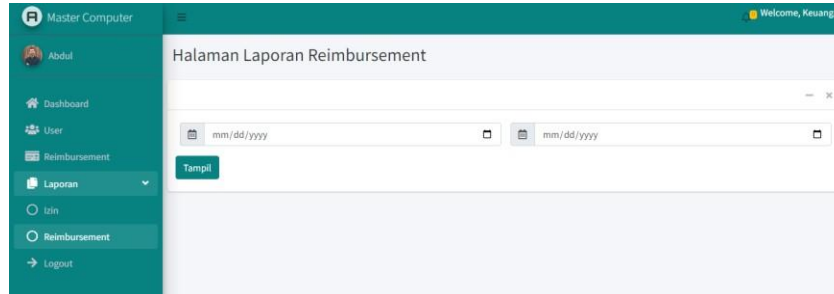 Master Computer
Welcome, Keuang
Abdul
Halaman Laporan Reimbursement
Dashboard
User
Reimbursement
Laporan
Izin
Reimbursement
Logout
mm/dd/yyyy
mm/dd/yyyy
Tampil